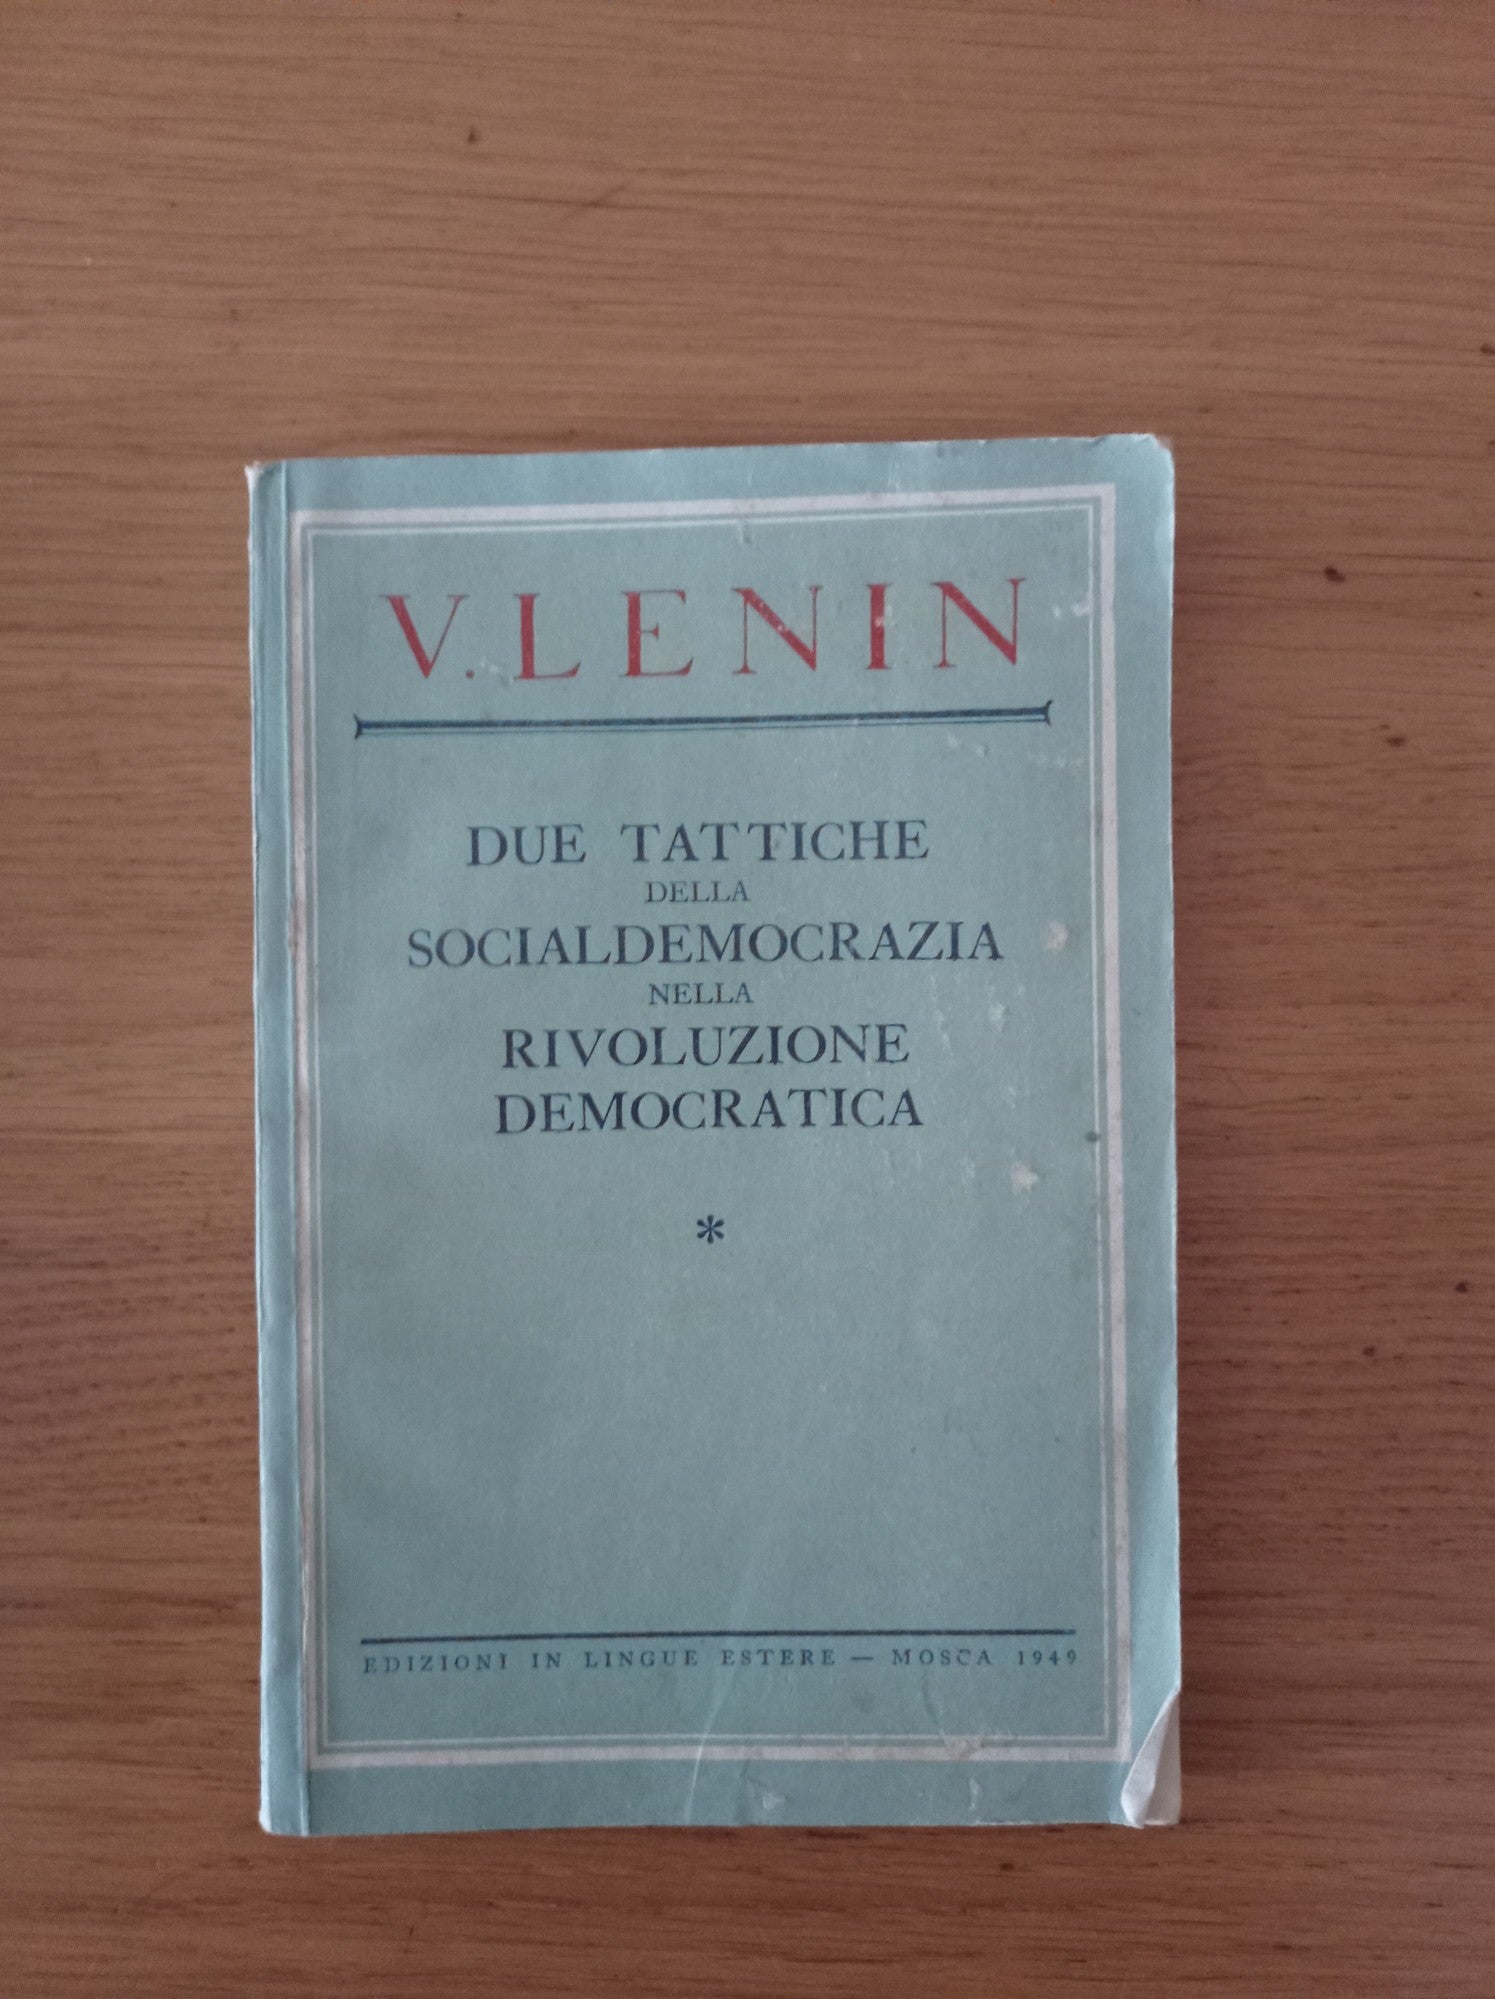 V. LENIN
DUE TATTICHE
DELLA
SOCIALDEMOCRAZIA
NELLA
RIVOLUZIONE
DEMOCRATICA
*
EDIZIONI IN LINGUE ESTERE — MOSCA 1949